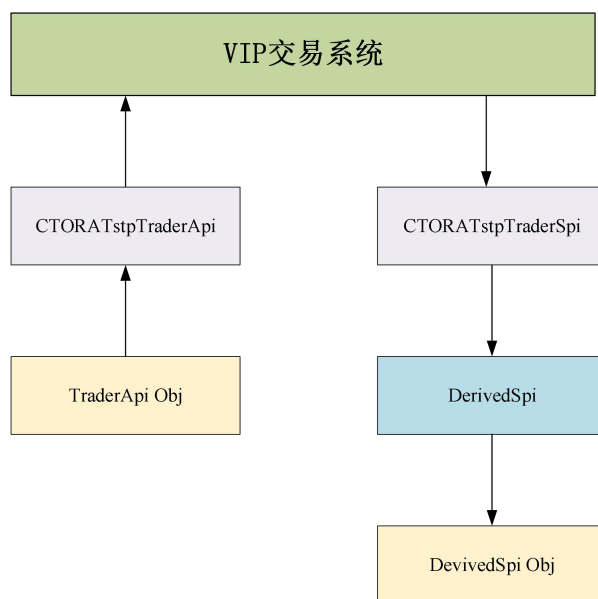 VIP交易系统
CTORATstpTraderApi
CTORATstpTraderSpi
TraderApi Obj
DerivedSpi
DevivedSpi Obj